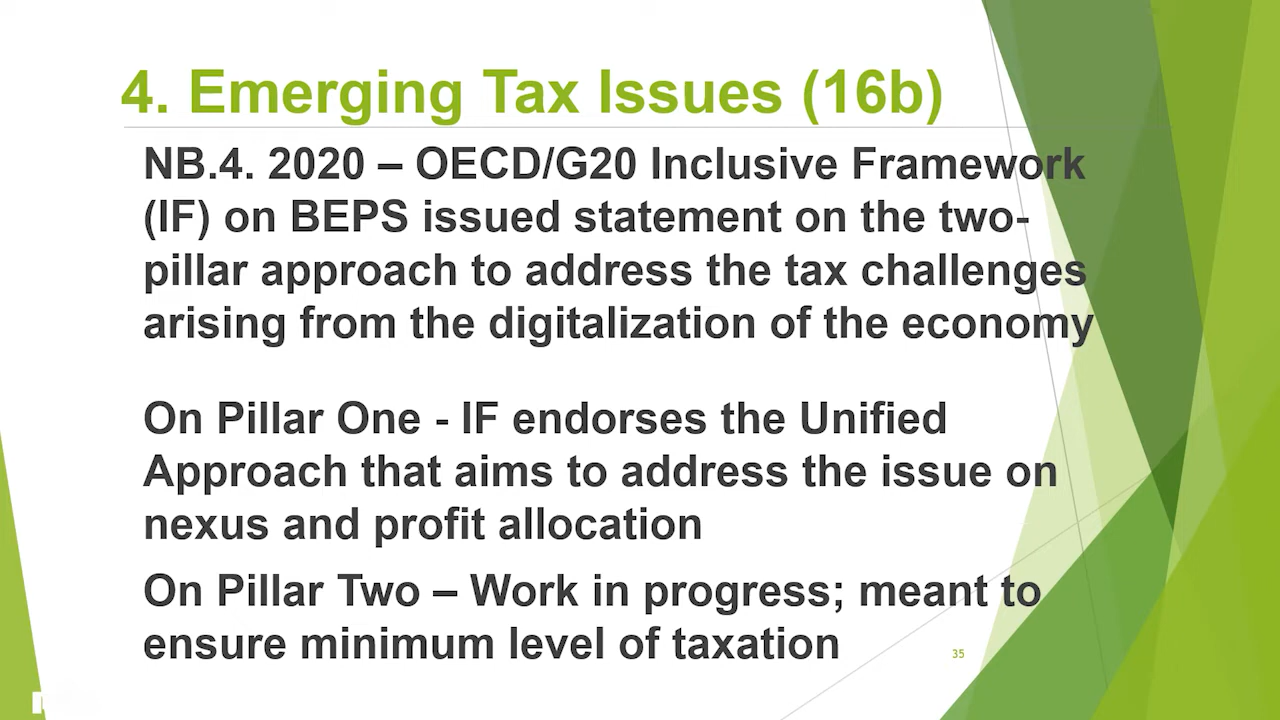 4. Emerging Tax Issues (16b)
NB.4. 2020 – OECD/G20 Inclusive Framework
(IF) on BEPS issued statement on the two-
pillar approach to address the tax challenges
arising from the digitalization of the economy
On Pillar One - IF endorses the Unified
Approach that aims to address the issue on
nexus and profit allocation
On Pillar Two – Work in progress; meant to
ensure minimum level of taxation
35